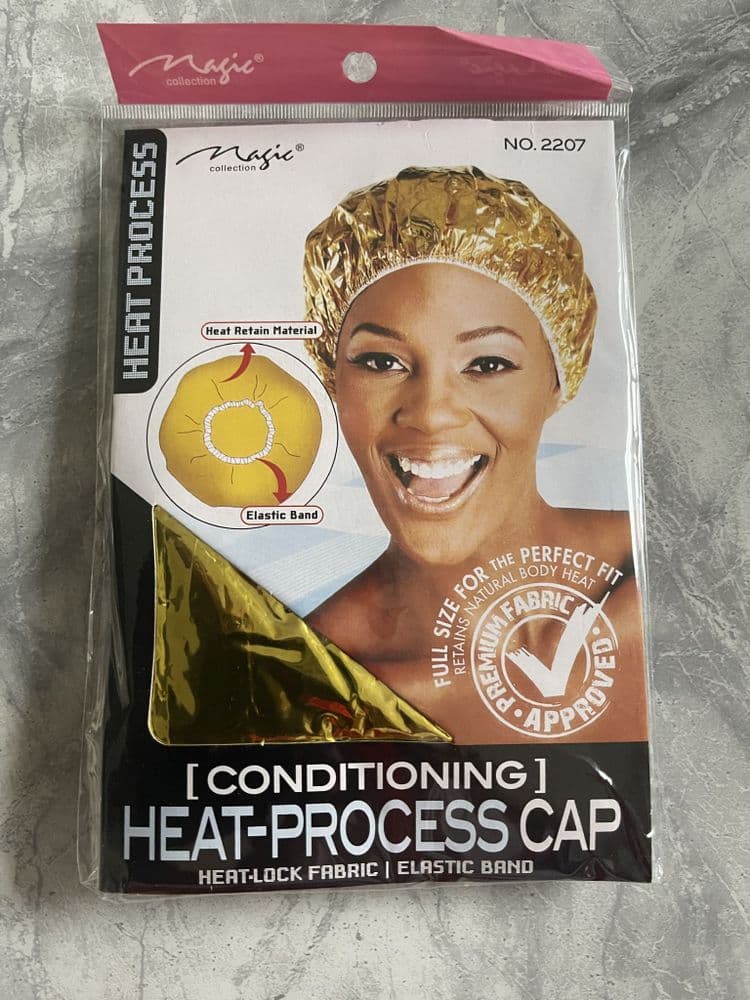 Magic®
collection
HEAT PROCESS
Magic®
collection
NO. 2207
Heat Retain Material
Elastic Band
FULL SIZE FOR THE PERFECT FIT
RETAINS NATURAL BODY HEAT
PREMIUM FABRIC
• APPROVED •
[ CONDITIONING ]
HEAT-PROCESS CAP
HEAT-LOCK FABRIC | ELASTIC BAND